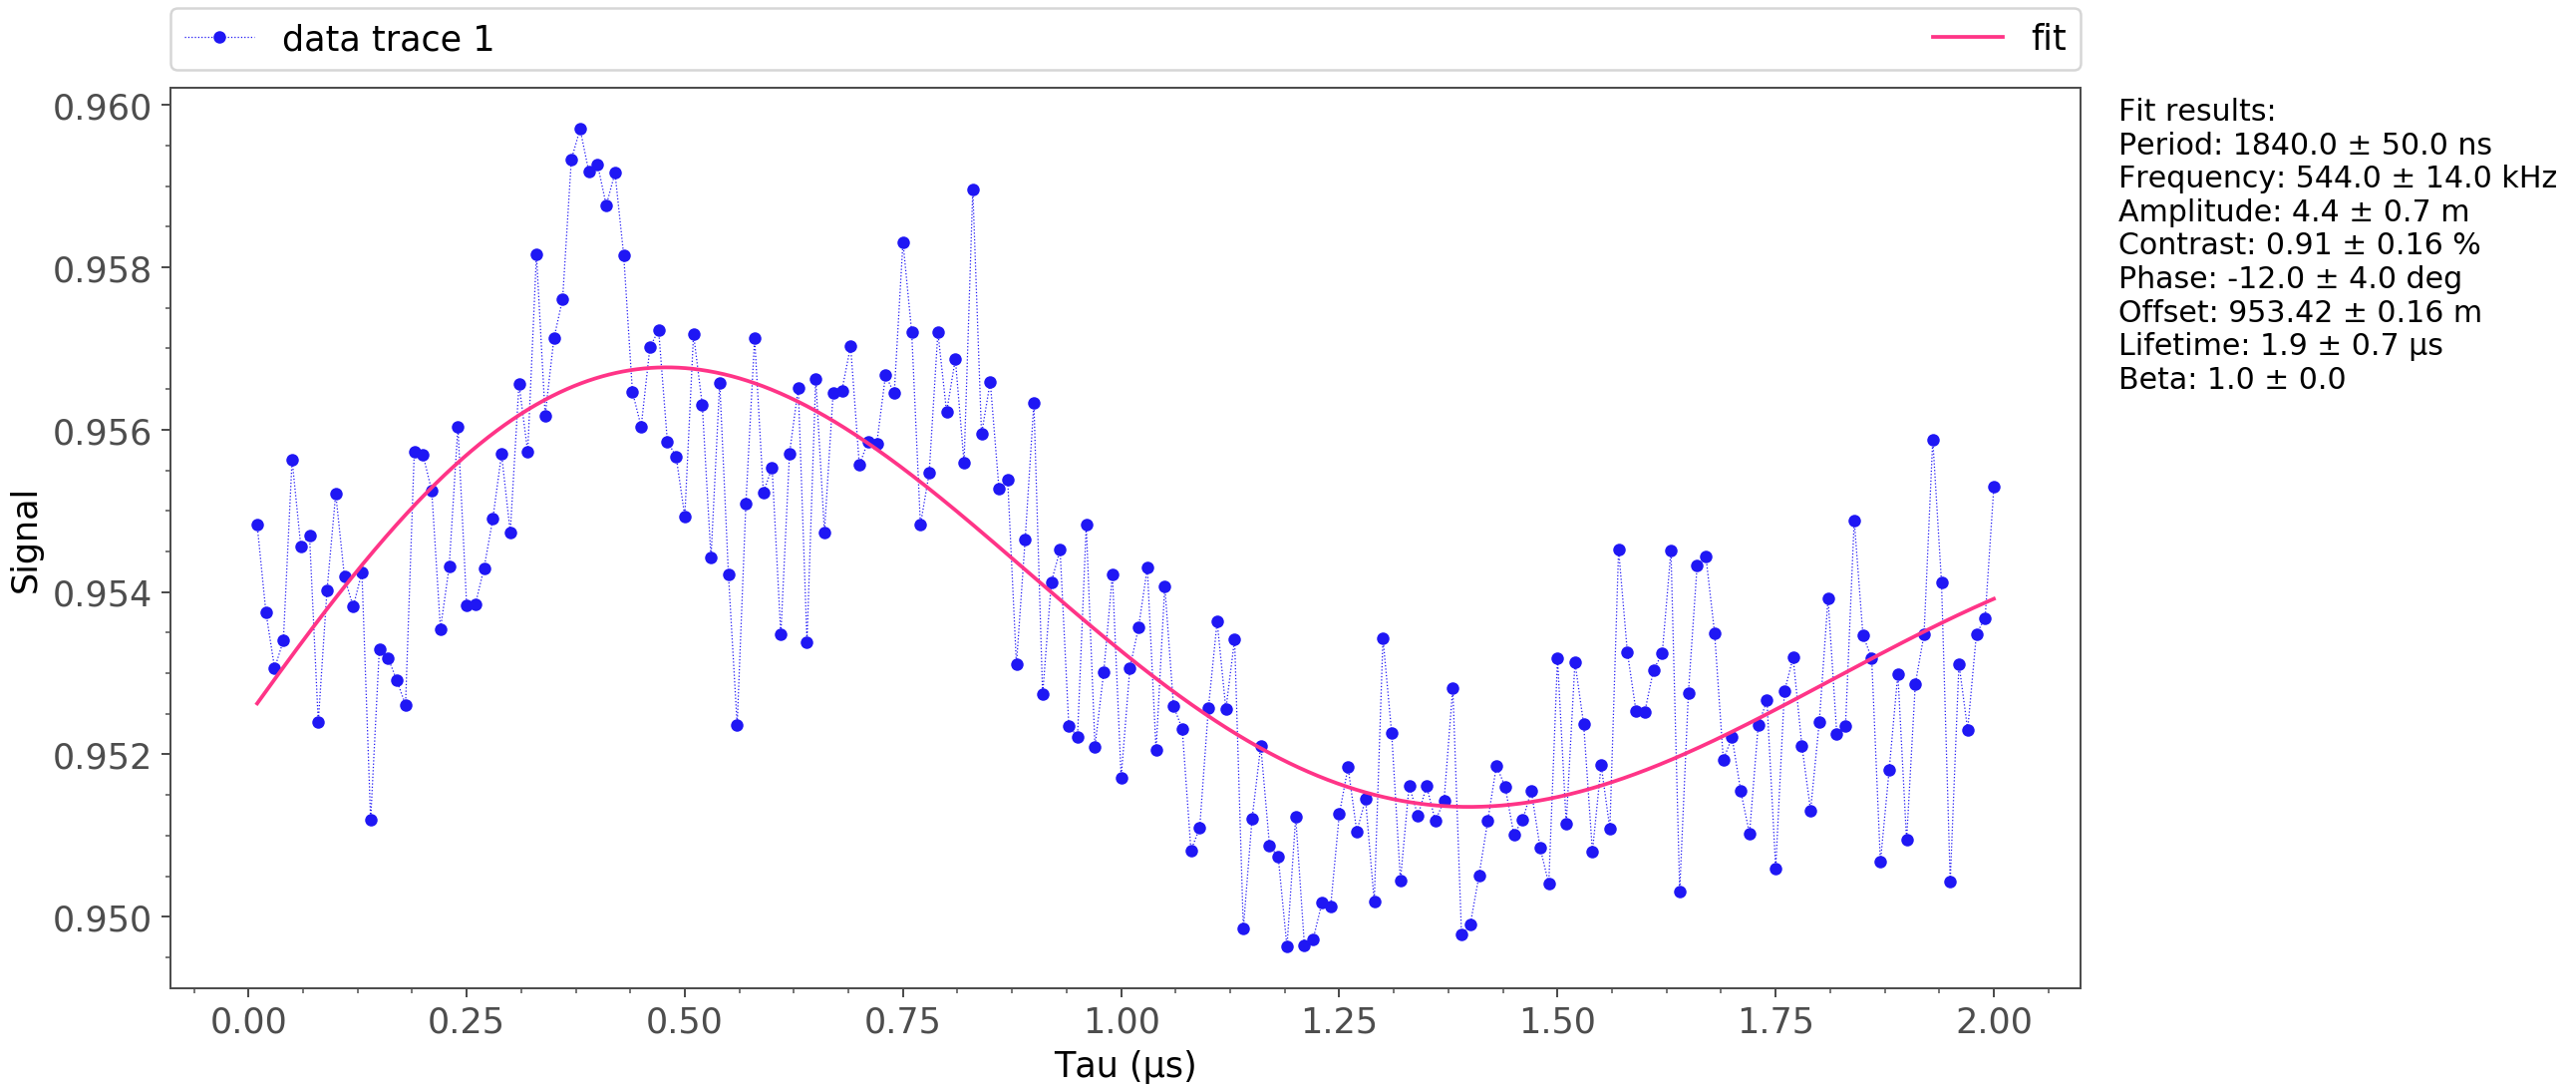 data trace 1
fit
0.960
0.958
0.956
0.954
0.952
0.950
Signal
0.00 0.25 0.50 0.75 1.00 1.25 1.50 1.75 2.00
Tau (µs)
Fit results:
Period: 1840.0 ± 50.0 ns
Frequency: 544.0 ± 14.0 kHz
Amplitude: 4.4 ± 0.7 m
Contrast: 0.91 ± 0.16 %
Phase: -12.0 ± 4.0 deg
Offset: 953.42 ± 0.16 m
Lifetime: 1.9 ± 0.7 µs
Beta: 1.0 ± 0.0